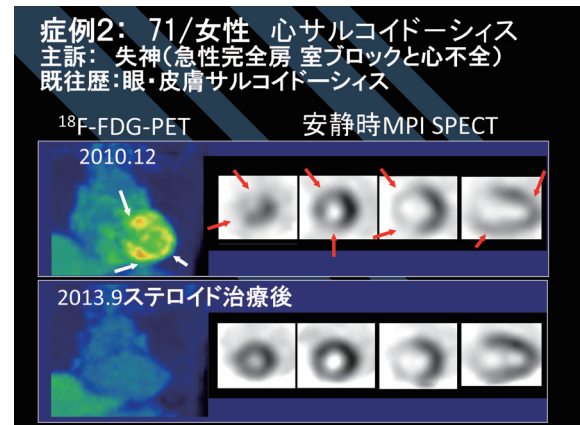 症例2: 71/女性 心サルコイドーシィス
主訴: 失神(急性完全房 室ブロックと心不全)
既往歴:眼・皮膚サルコイドーシィス
18F-FDG-PET 安静時MPI SPECT
2010.12
2013.9ステロイド治療後